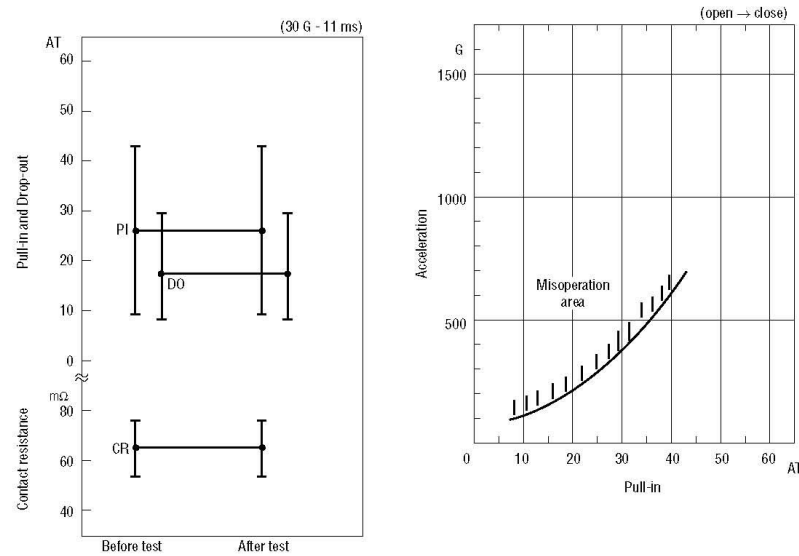 (30 G - 11 ms)
AT
60
50
40
30
20
10
0
Pull-in and Drop-out
PI
DO
mΩ
80
60
40
Contact resistance
CR
Before test
After test
(open → close)
G
1500
1000
500
Acceleration
Misoperation
area
0
10
20
30
40
50
60
AT
Pull-in